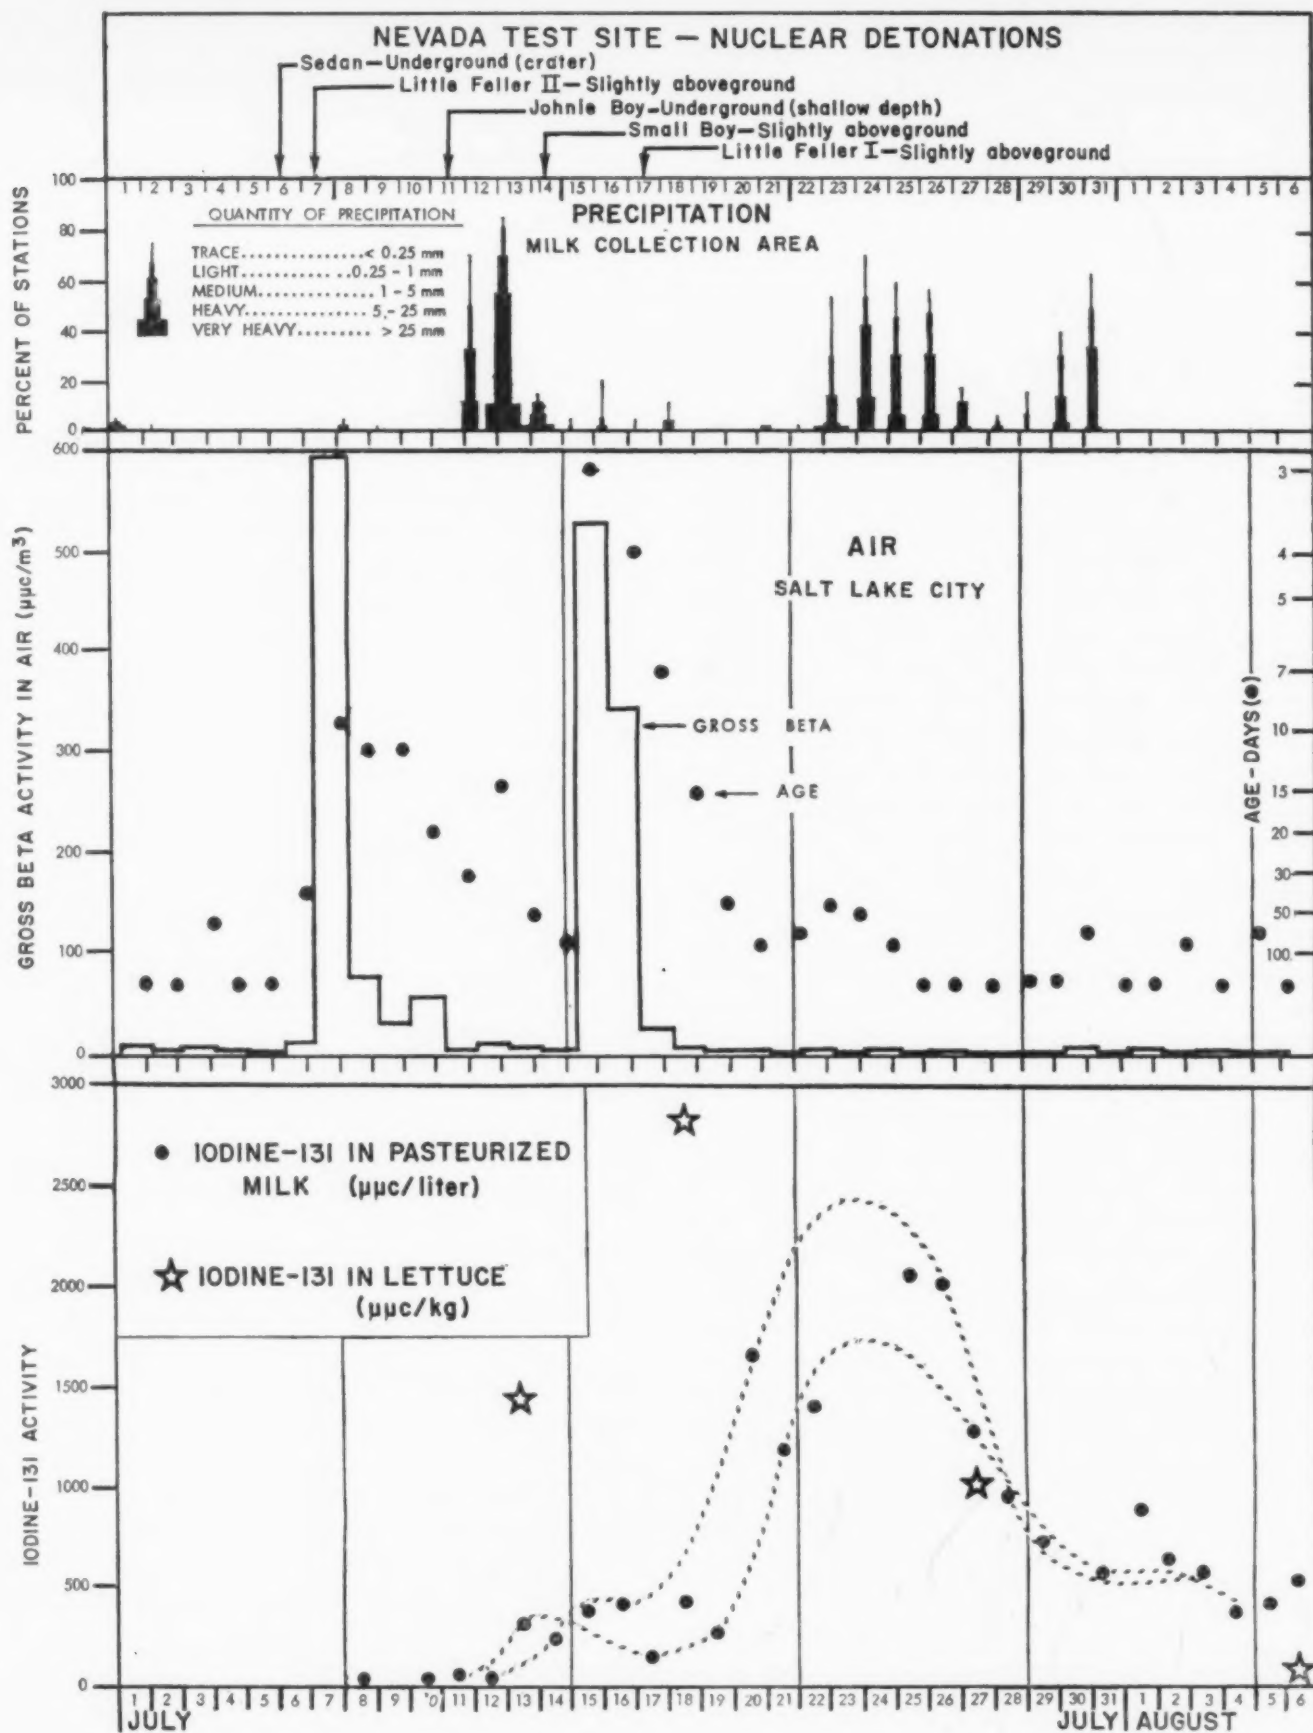 NEVADA TEST SITE — NUCLEAR DETONATIONS
Sedan—Underground (crater)
Little Feller II—Slightly aboveground
Johnie Boy—Underground (shallow depth)
Small Boy—Slightly aboveground
Little Feller I—Slightly aboveground
1 2 3 4 5 6 7 8 9 10 11 12 13 14 15 16 17 18 19 20 21 22 23 24 25 26 27 28 29 30 31 1 2 3 4 5 6
PERCENT OF STATIONS
100
80
60
40
20
0
QUANTITY OF PRECIPITATION
TRACE...............< 0.25 mm
LIGHT............ ..0.25 - 1 mm
MEDIUM.............. 1 - 5 mm
HEAVY............... 5,- 25 mm
VERY HEAVY......... > 25 mm
PRECIPITATION
MILK COLLECTION AREA
GROSS BETA ACTIVITY IN AIR (µµc/m³)
600
500
400
300
200
100
0
AIR
SALT LAKE CITY
GROSS BETA
AGE
AGE-DAYS(●)
3
4
5
7
10
15
20
30
50
100
IODINE-131 ACTIVITY
3000
2500
2000
1500
1000
500
0
● IODINE-131 IN PASTEURIZED
MILK (µµc/liter)
☆ IODINE-131 IN LETTUCE
(µµc/kg)
1 2 3 4 5 6 7 8 9 10 11 12 13 14 15 16 17 18 19 20 21 22 23 24 25 26 27 28 29 30 31 1 2 3 4 5 6
JULY
JULY AUGUST